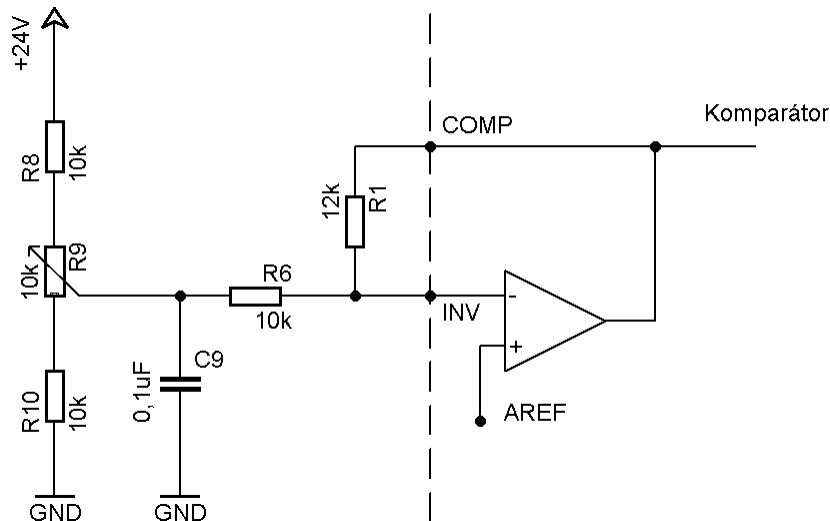 +24V
COMP
Komparátor
R8
10k
12k
R1
10k
R9
R6
10k
INV
-
+
AREF
C9
0,1uF
R10
10k
GND
GND